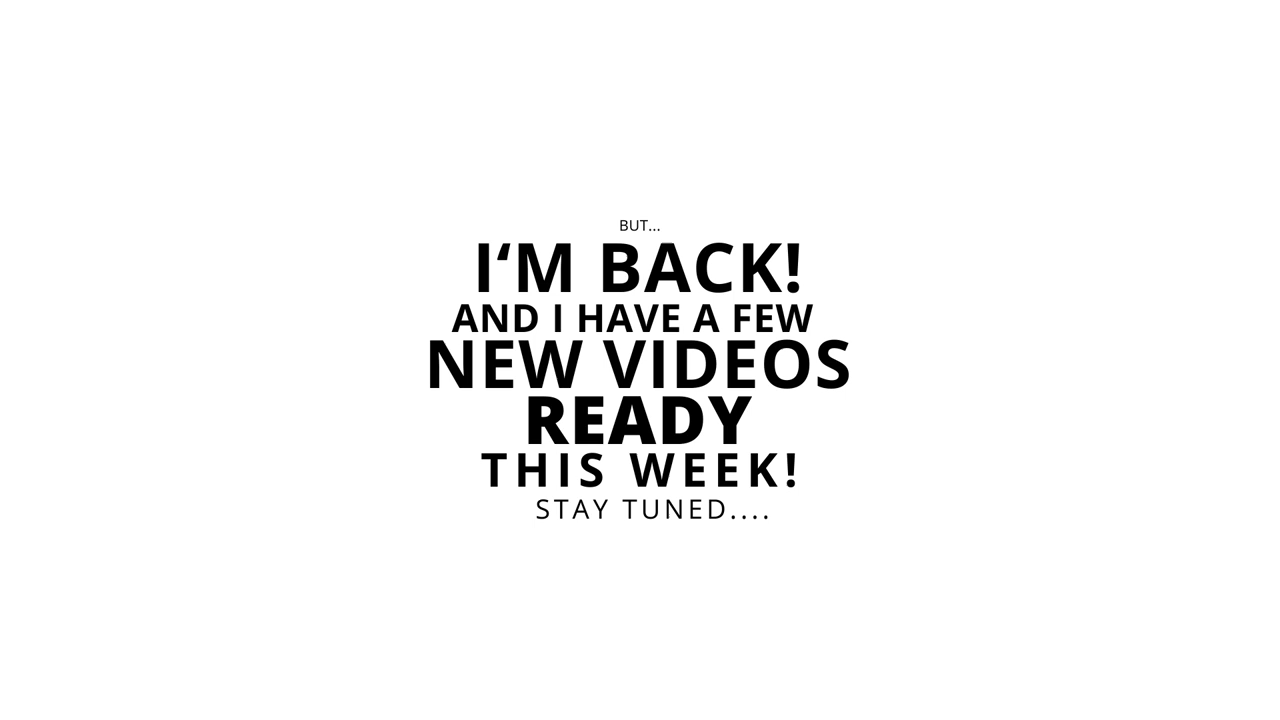 BUT...
I‘M BACK!
AND I HAVE A FEW
NEW VIDEOS
READY
THIS WEEK!
STAY TUNED....